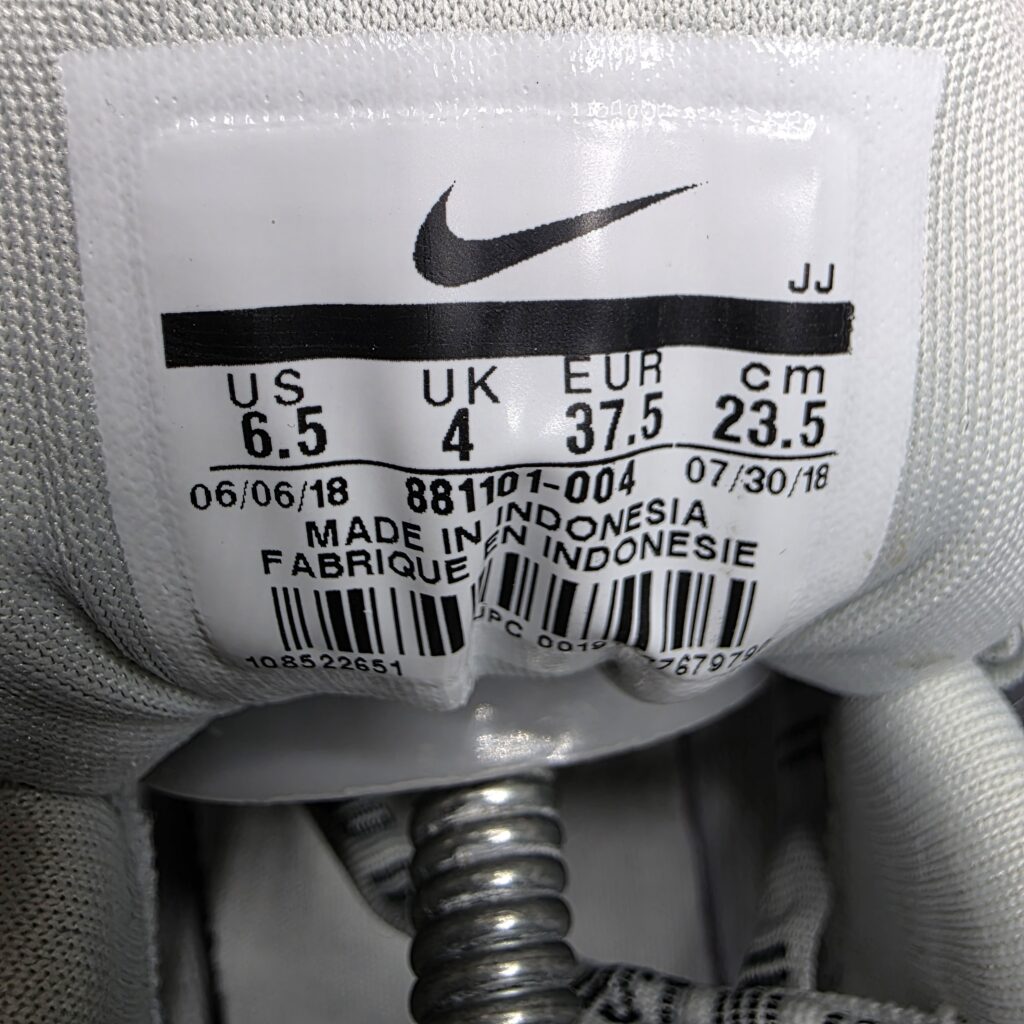 JJ
US UK EUR cm
6.5 4 37.5 23.5
06/06/18 881101-004 07/30/18
MADE IN INDONESIA
FABRIQUE EN INDONESIE
108522651